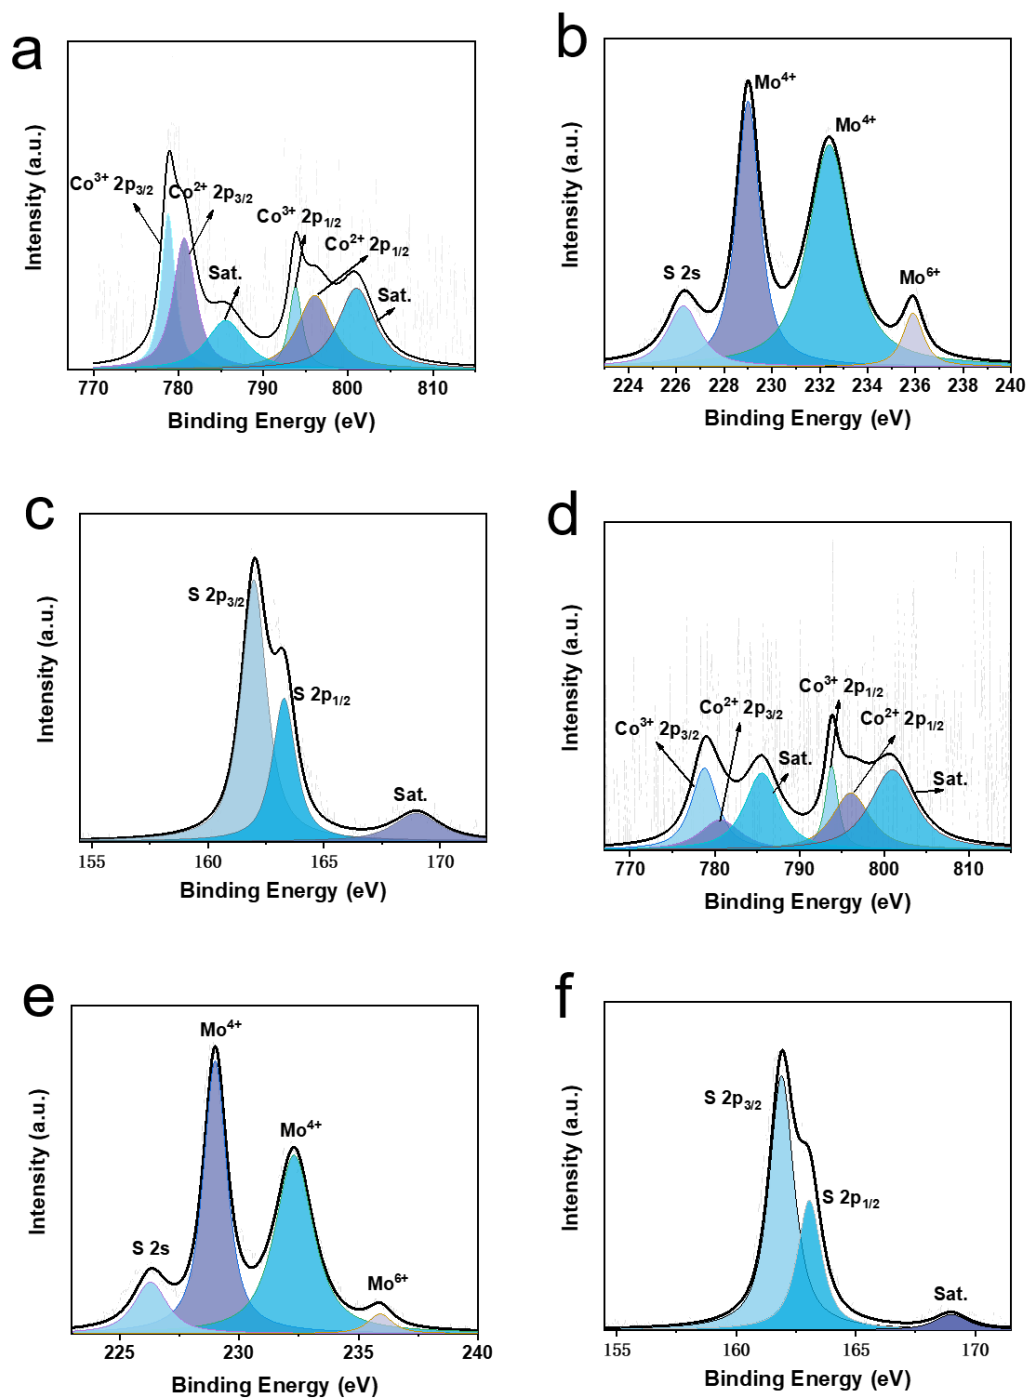 a
Intensity (a.u.)
Co³⁺ 2p₃/₂
Co²⁺ 2p₃/₂
Sat.
Co³⁺ 2p₁/₂
Co²⁺ 2p₁/₂
Sat.
770 780 790 800 810
Binding Energy (eV)
b
Intensity (a.u.)
Mo⁴⁺
Mo⁴⁺
S 2s
Mo⁶⁺
224 226 228 230 232 234 236 238 240
Binding Energy (eV)
c
Intensity (a.u.)
S 2p₃/₂
S 2p₁/₂
Sat.
155 160 165 170
Binding Energy (eV)
d
Intensity (a.u.)
Co³⁺ 2p₃/₂
Co²⁺ 2p₃/₂
Sat.
Co³⁺ 2p₁/₂
Co²⁺ 2p₁/₂
Sat.
770 780 790 800 810
Binding Energy (eV)
e
Intensity (a.u.)
Mo⁴⁺
Mo⁴⁺
S 2s
Mo⁶⁺
225 230 235 240
Binding Energy (eV)
f
Intensity (a.u.)
S 2p₃/₂
S 2p₁/₂
Sat.
155 160 165 170
Binding Energy (eV)